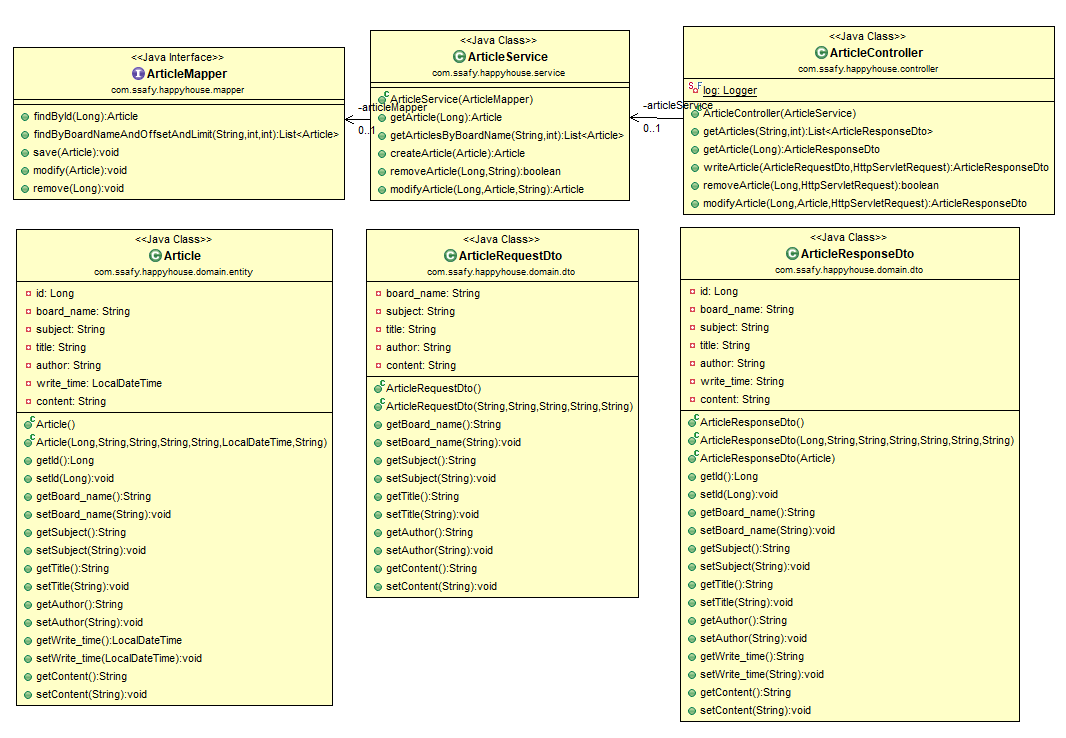 <<Java Interface>>
ArticleMapper
com.ssafy.happyhouse.mapper
findById(Long):Article
findByBoardNameAndOffsetAndLimit(String,int,int):List<Article>
save(Article):void
modify(Article):void
remove(Long):void
-articleMapper
0..1
<<Java Class>>
ArticleService
com.ssafy.happyhouse.service
ArticleService(ArticleMapper)
getArticle(Long):Article
getArticlesByBoardName(String,int):List<Article>
createArticle(Article):Article
removeArticle(Long,String):boolean
modifyArticle(Long,Article,String):Article
-articleService
0..1
<<Java Class>>
ArticleController
com.ssafy.happyhouse.controller
log: Logger
ArticleController(ArticleService)
getArticles(String,int):List<ArticleResponseDto>
getArticle(Long):ArticleResponseDto
writeArticle(ArticleRequestDto,HttpServletRequest):ArticleResponseDto
removeArticle(Long,HttpServletRequest):boolean
modifyArticle(Long,Article,HttpServletRequest):ArticleResponseDto
<<Java Class>>
Article
com.ssafy.happyhouse.domain.entity
id: Long
board_name: String
subject: String
title: String
author: String
write_time: LocalDateTime
content: String
Article()
Article(Long,String,String,String,String,LocalDateTime,String)
getId():Long
setId(Long):void
getBoard_name():String
setBoard_name(String):void
getSubject():String
setSubject(String):void
getTitle():String
setTitle(String):void
getAuthor():String
setAuthor(String):void
getWrite_time():LocalDateTime
setWrite_time(LocalDateTime):void
getContent():String
setContent(String):void
<<Java Class>>
ArticleRequestDto
com.ssafy.happyhouse.domain.dto
board_name: String
subject: String
title: String
author: String
content: String
ArticleRequestDto()
ArticleRequestDto(String,String,String,String,String)
getBoard_name():String
setBoard_name(String):void
getSubject():String
setSubject(String):void
getTitle():String
setTitle(String):void
getAuthor():String
setAuthor(String):void
getContent():String
setContent(String):void
<<Java Class>>
ArticleResponseDto
com.ssafy.happyhouse.domain.dto
id: Long
board_name: String
subject: String
title: String
author: String
write_time: String
content: String
ArticleResponseDto()
ArticleResponseDto(Long,String,String,String,String,String,String)
ArticleResponseDto(Article)
getId():Long
setId(Long):void
getBoard_name():String
setBoard_name(String):void
getSubject():String
setSubject(String):void
getTitle():String
setTitle(String):void
getAuthor():String
setAuthor(String):void
getWrite_time():String
setWrite_time(String):void
getContent():String
setContent(String):void